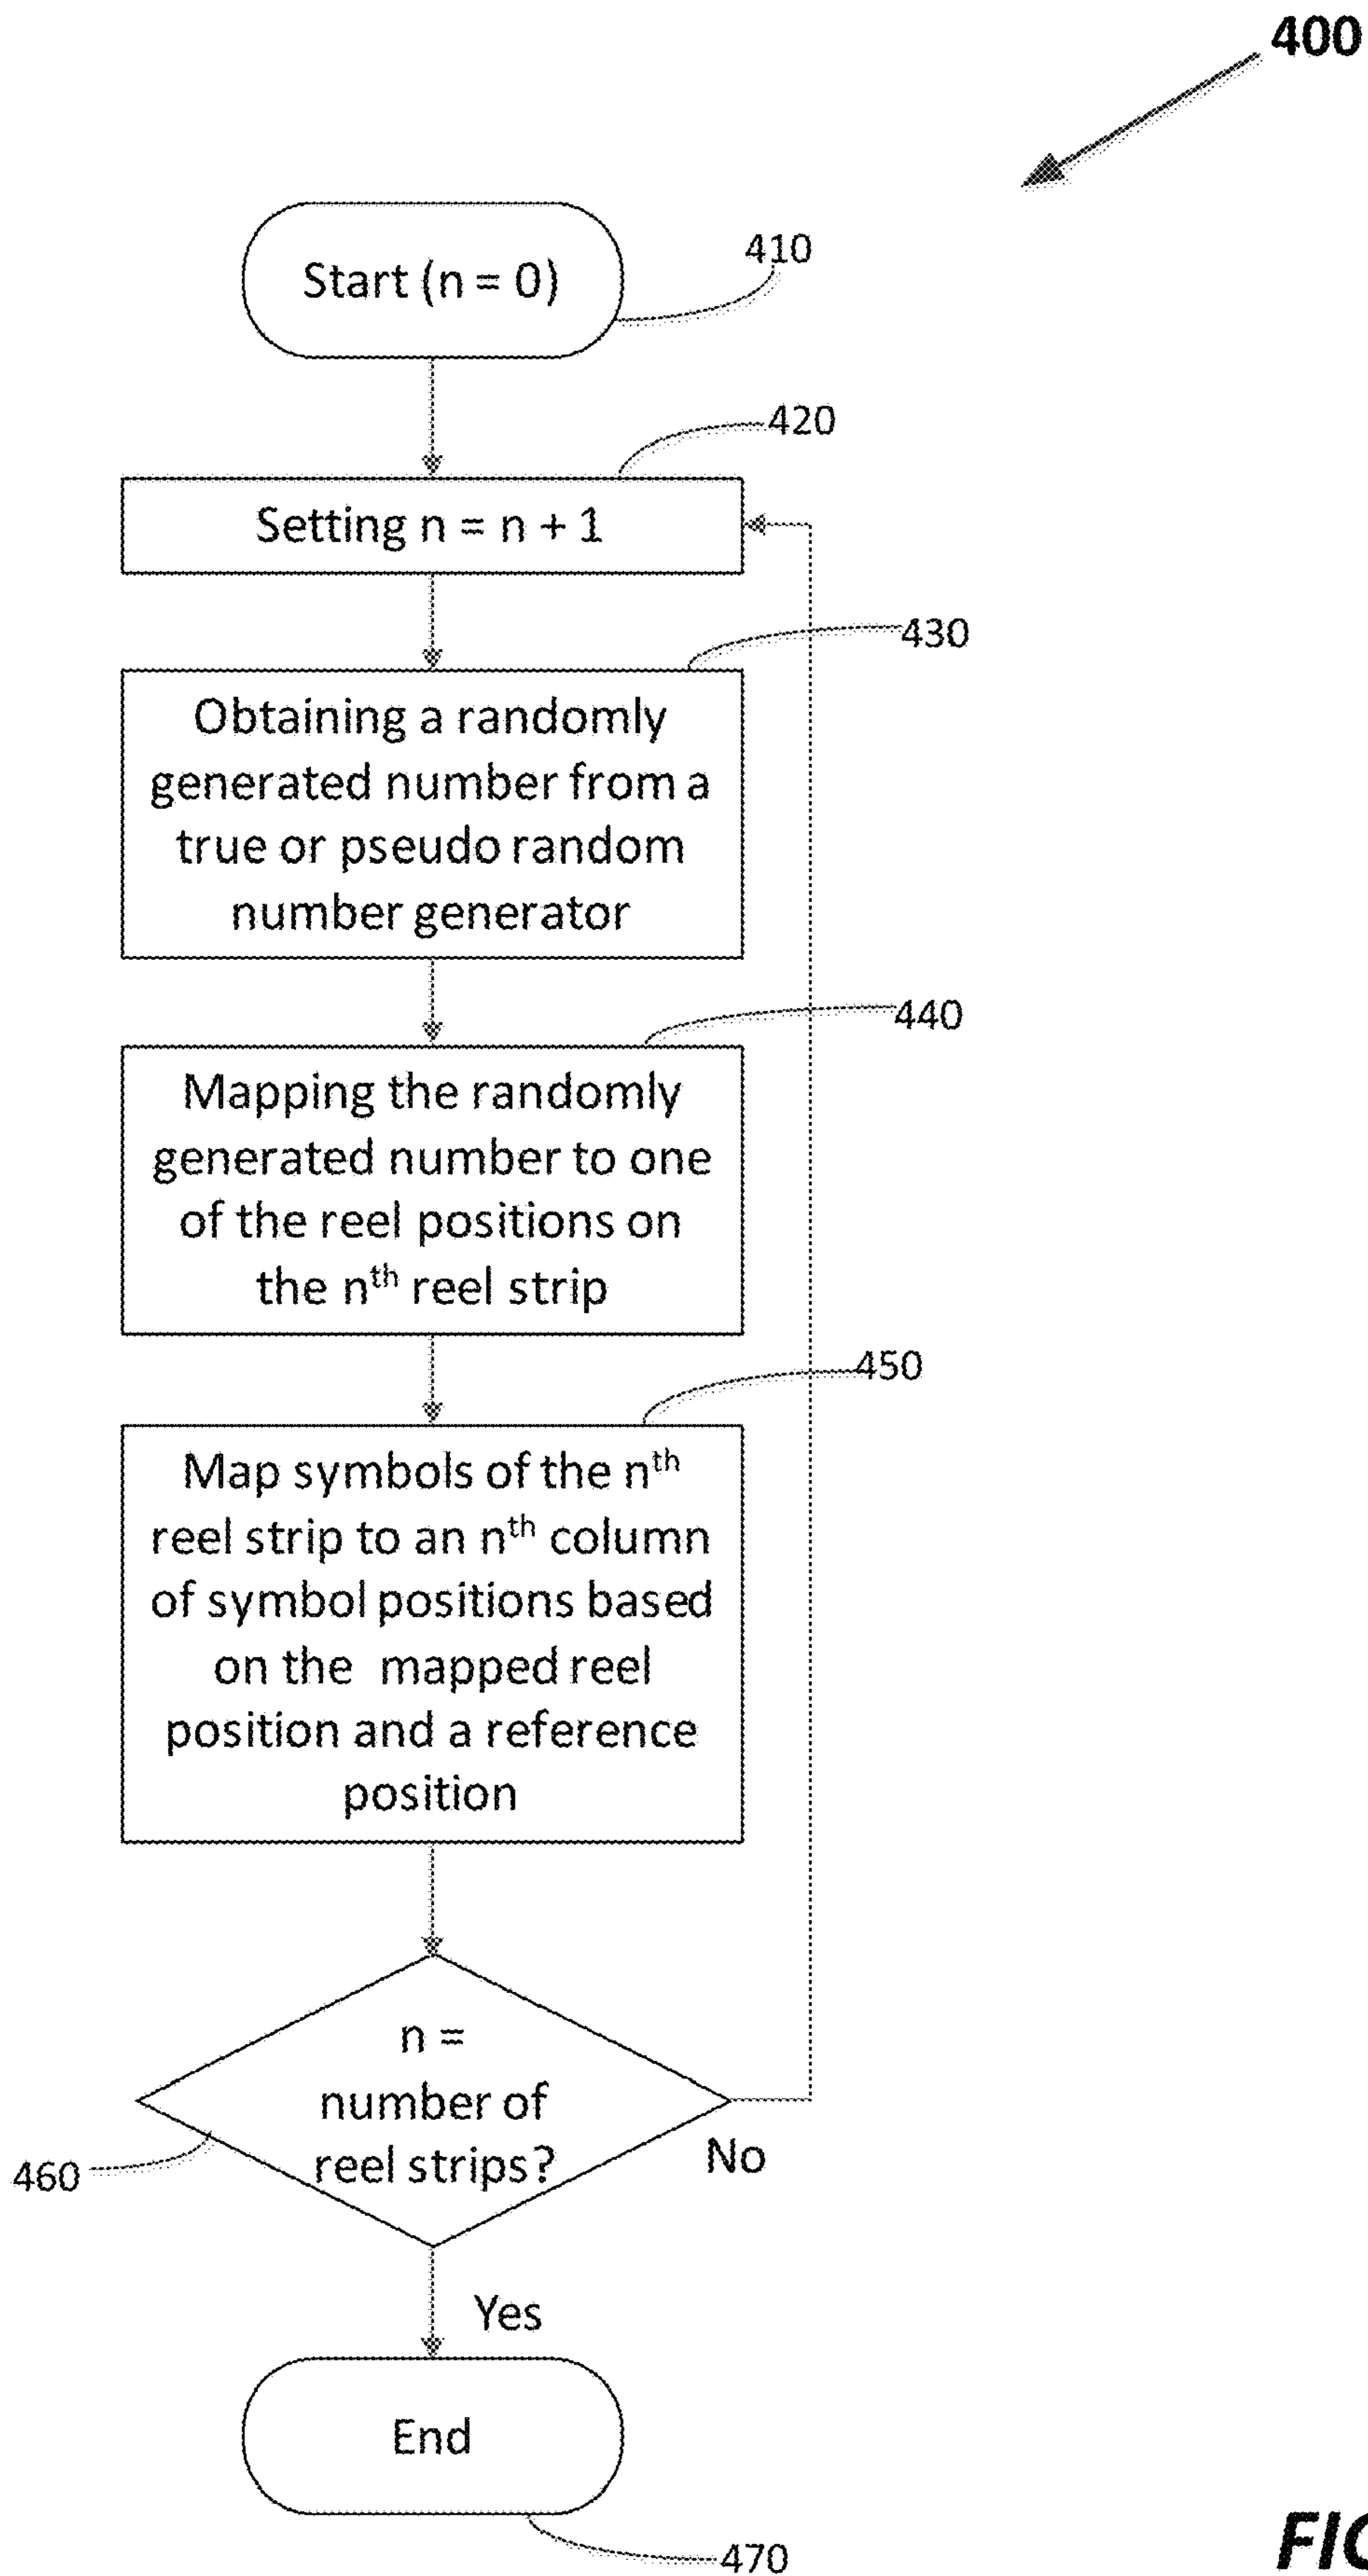 400
Start (n = 0)
410
420
Setting n = n + 1
430
Obtaining a randomly
generated number from a
true or pseudo random
number generator
440
Mapping the randomly
generated number to one
of the reel positions on
the nth reel strip
450
Map symbols of the nth
reel strip to an nth column
of symbol positions based
on the mapped reel
position and a reference
position
n =
number of
reel strips?
No
460
Yes
End
470